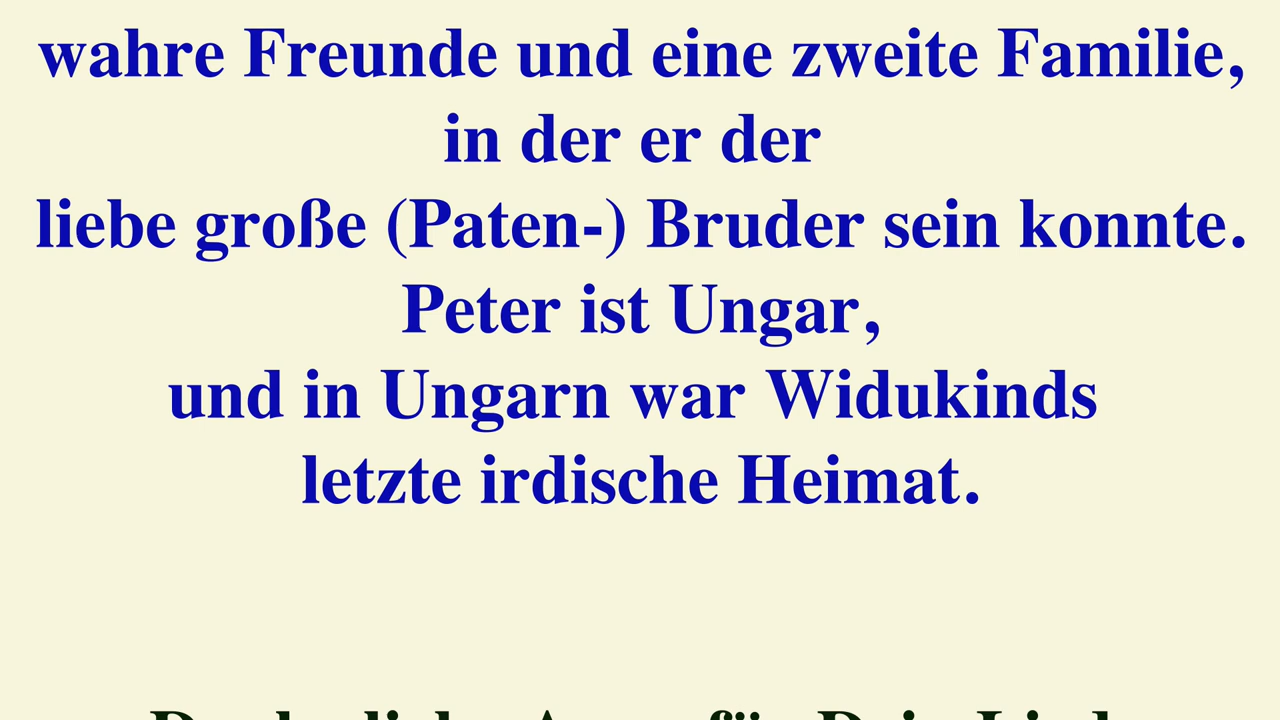 wahre Freunde und eine zweite Familie,
in der er der
liebe große (Paten-) Bruder sein konnte.
Peter ist Ungar,
und in Ungarn war Widukinds
letzte irdische Heimat.